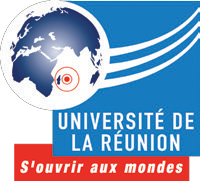 UNIVERSITÉ DE
LA RÉUNION
S'ouvrir aux mondes